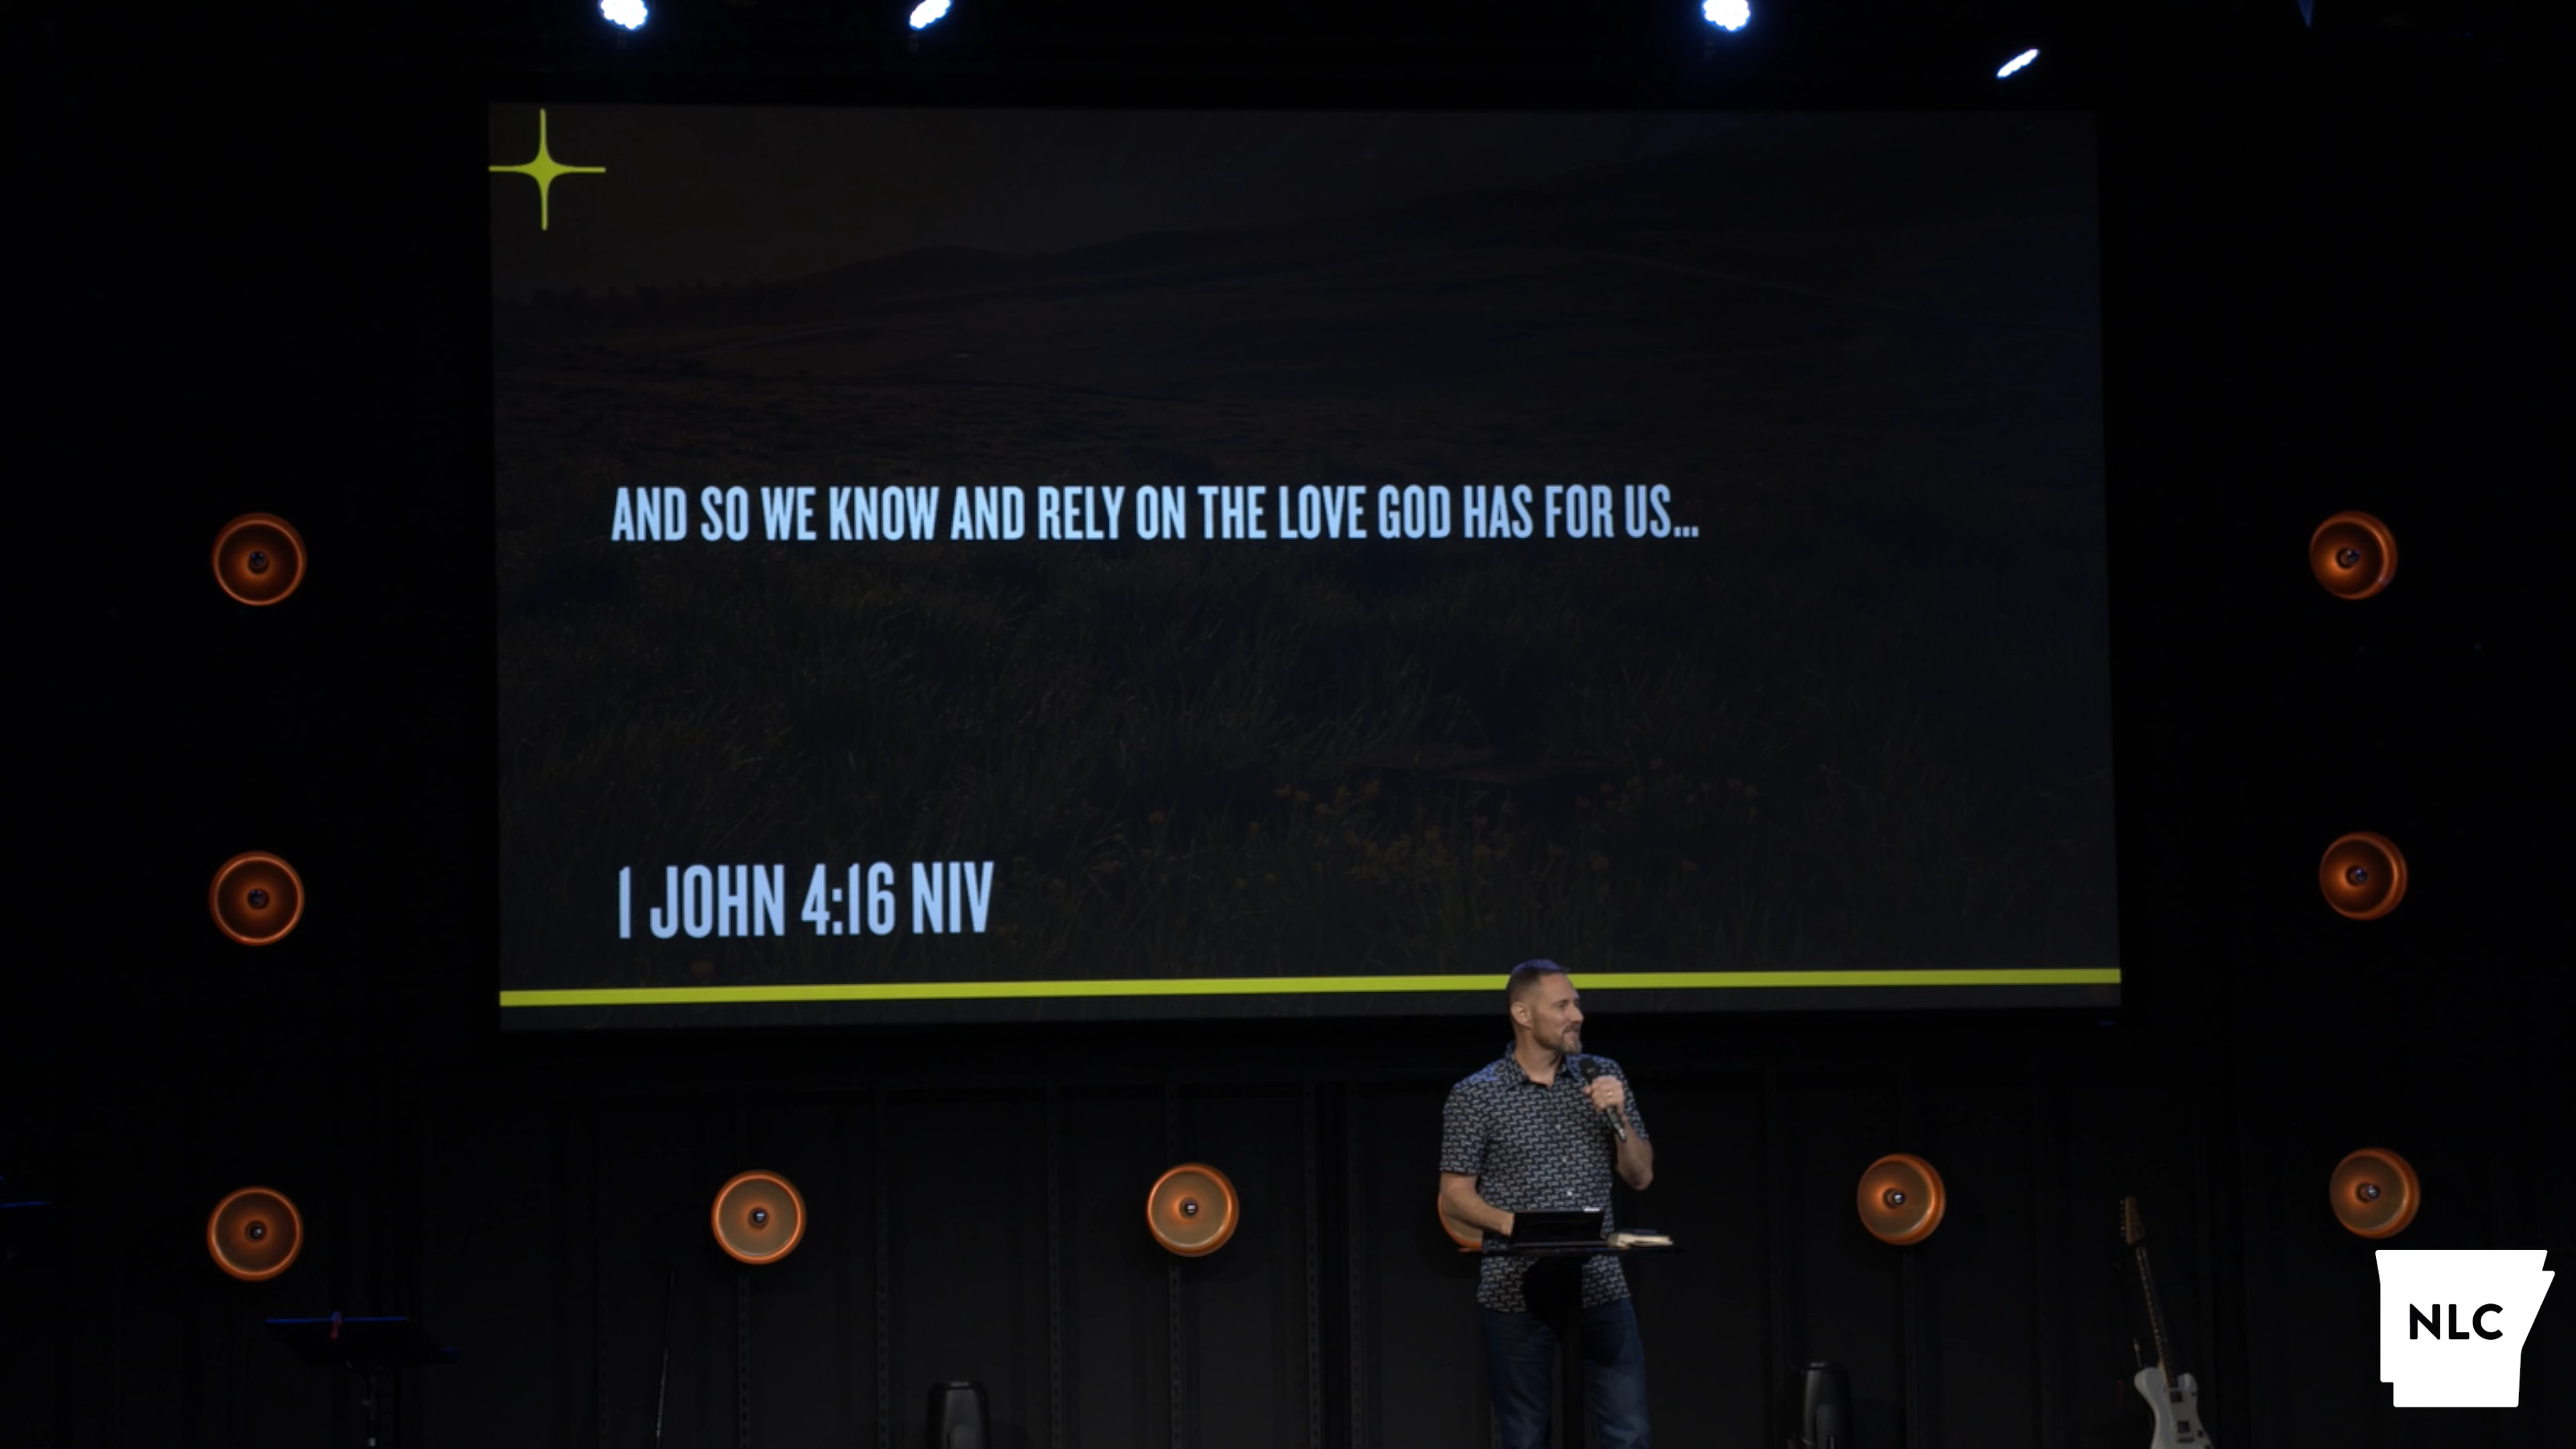 AND SO WE KNOW AND RELY ON THE LOVE GOD HAS FOR US...
1 JOHN 4:16 NIV
NLC